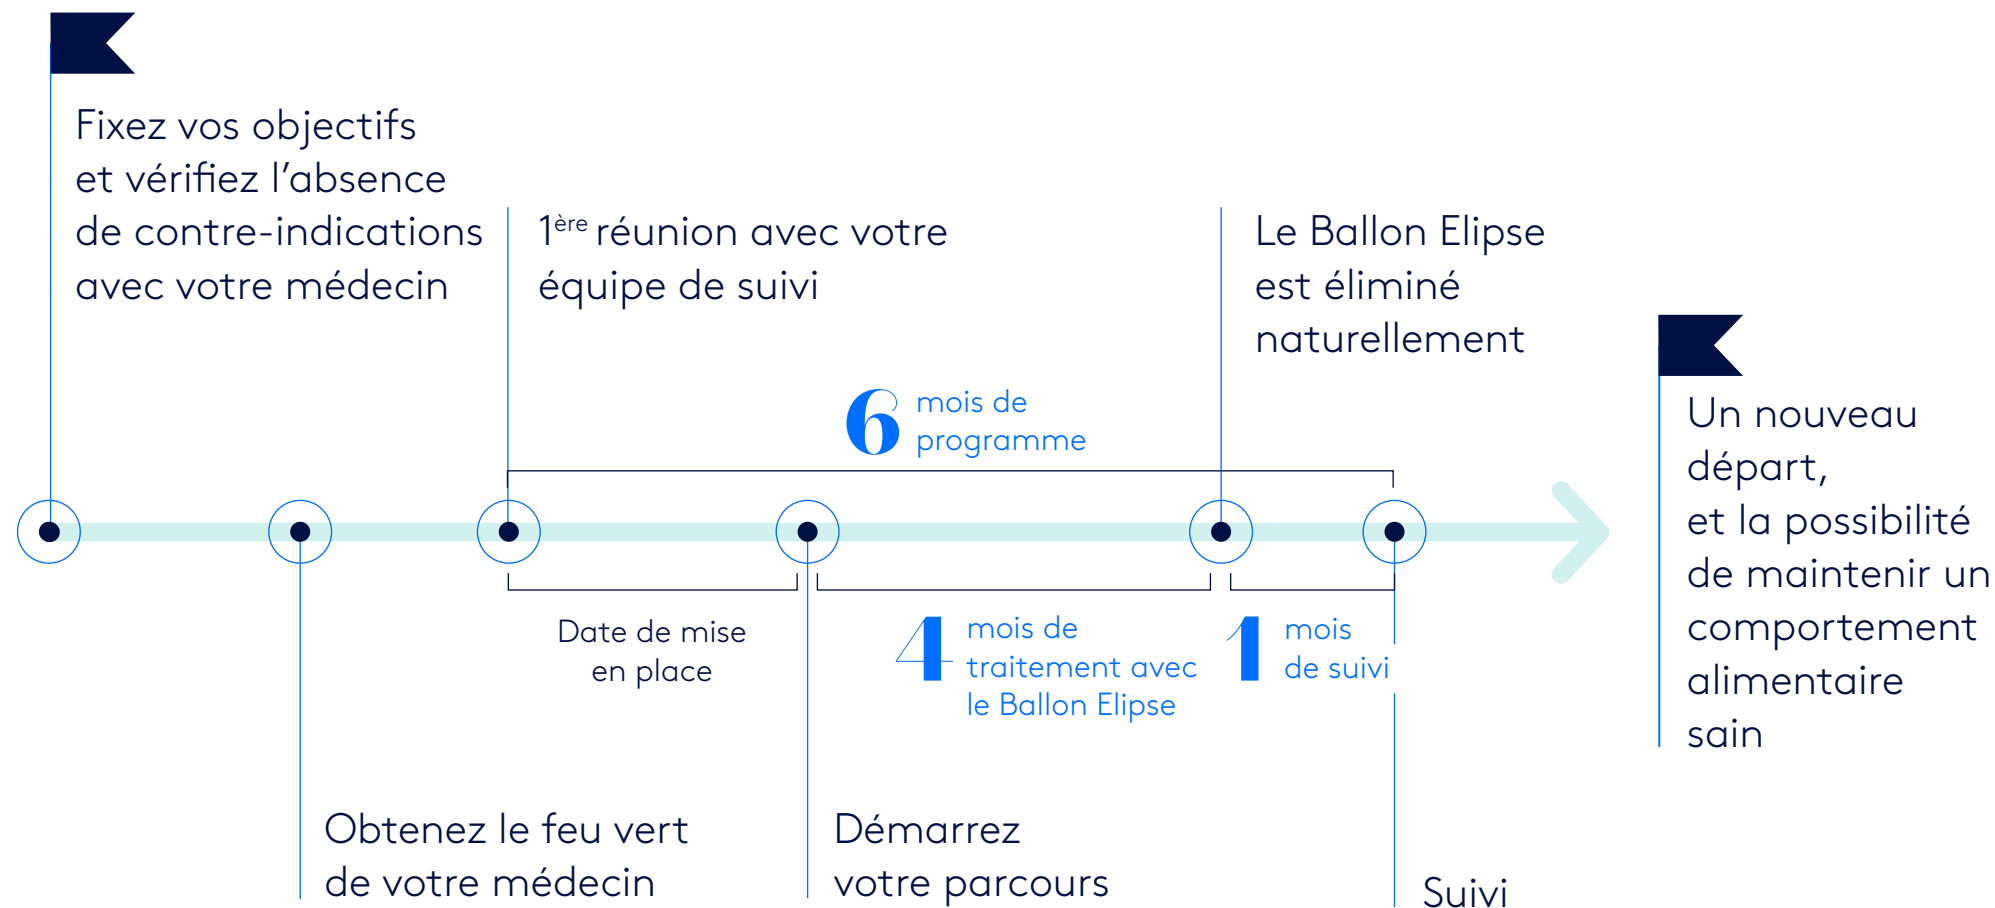 Fixez vos objectifs
et vérifiez l’absence
de contre-indications
avec votre médecin
1ère réunion avec votre
équipe de suivi
Le Ballon Elipse
est éliminé
naturellement
6 mois de
programme
Un nouveau
départ,
et la possibilité
de maintenir un
comportement
alimentaire
sain
Date de mise
en place
4 mois de
traitement avec
le Ballon Elipse
1 mois
de suivi
Obtenez le feu vert
de votre médecin
Démarrez
votre parcours
Suivi